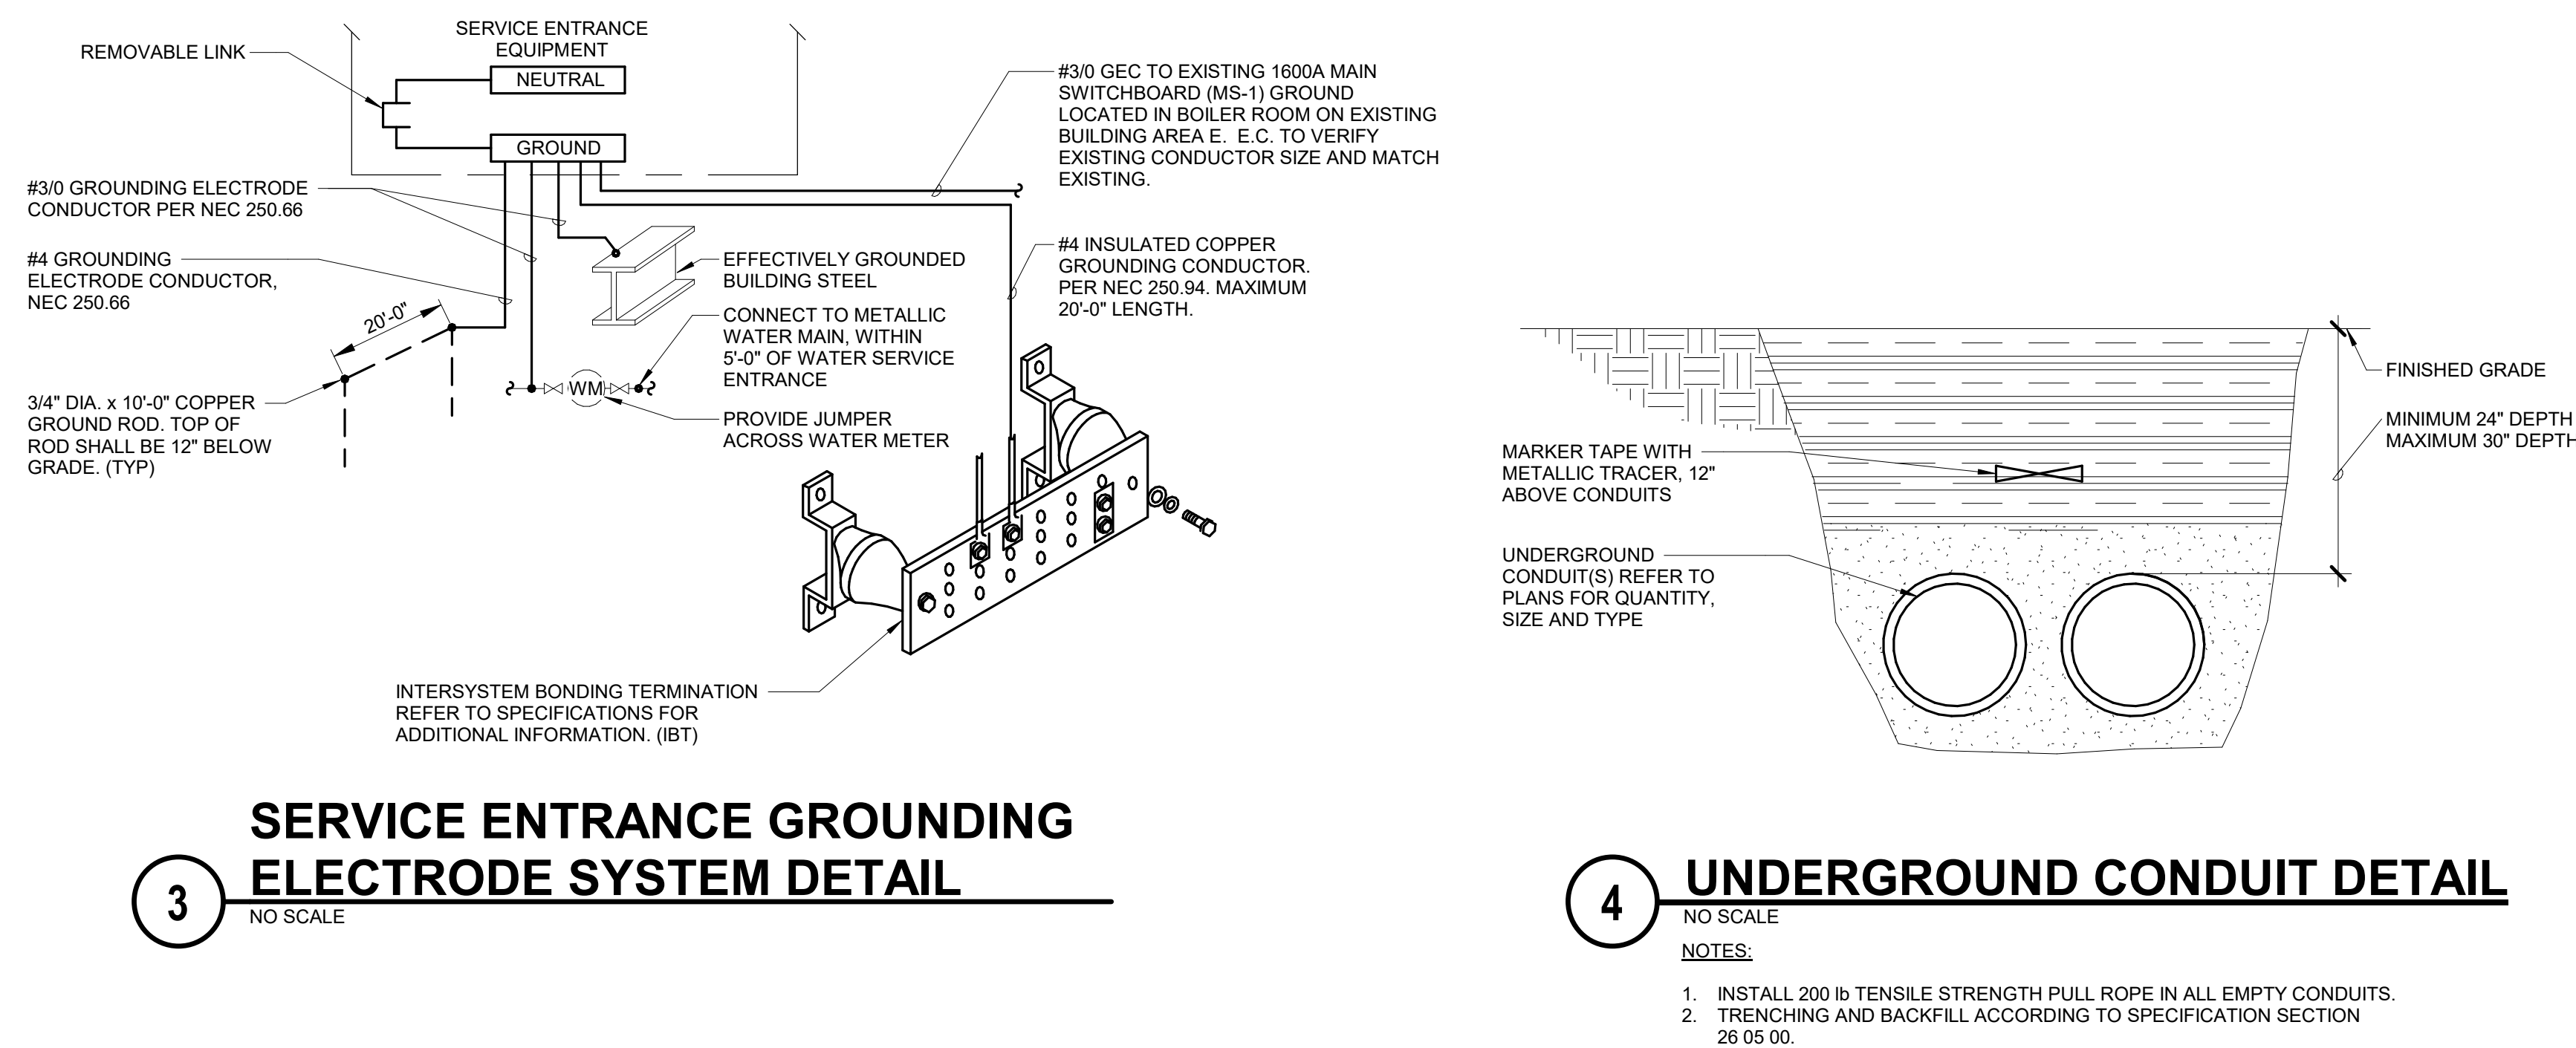 SERVICE ENTRANCE
EQUIPMENT
REMOVABLE LINK
NEUTRAL
GROUND
#3/0 GROUNDING ELECTRODE
CONDUCTOR PER NEC 250.66
#4 GROUNDING
ELECTRODE CONDUCTOR,
NEC 250.66
20'-0"
3/4" DIA. x 10'-0" COPPER
GROUND ROD. TOP OF
ROD SHALL BE 12" BELOW
GRADE. (TYP)
#3/0 GEC TO EXISTING 1600A MAIN
SWITCHBOARD (MS-1) GROUND
LOCATED IN BOILER ROOM ON EXISTING
BUILDING AREA E. E.C. TO VERIFY
EXISTING CONDUCTOR SIZE AND MATCH
EXISTING.
#4 INSULATED COPPER
GROUNDING CONDUCTOR.
PER NEC 250.94. MAXIMUM
20'-0" LENGTH.
EFFECTIVELY GROUNDED
BUILDING STEEL
CONNECT TO METALLIC
WATER MAIN, WITHIN
5'-0" OF WATER SERVICE
ENTRANCE
WM
PROVIDE JUMPER
ACROSS WATER METER
INTERSYSTEM BONDING TERMINATION
REFER TO SPECIFICATIONS FOR
ADDITIONAL INFORMATION. (IBT)
3
SERVICE ENTRANCE GROUNDING
ELECTRODE SYSTEM DETAIL
NO SCALE
FINISHED GRADE
MINIMUM 24" DEPTH
MAXIMUM 30" DEPTH
MARKER TAPE WITH
METALLIC TRACER, 12"
ABOVE CONDUITS
UNDERGROUND
CONDUIT(S) REFER TO
PLANS FOR QUANTITY,
SIZE AND TYPE
4
UNDERGROUND CONDUIT DETAIL
NO SCALE
NOTES:
1. INSTALL 200 lb TENSILE STRENGTH PULL ROPE IN ALL EMPTY CONDUITS.
2. TRENCHING AND BACKFILL ACCORDING TO SPECIFICATION SECTION
26 05 00.